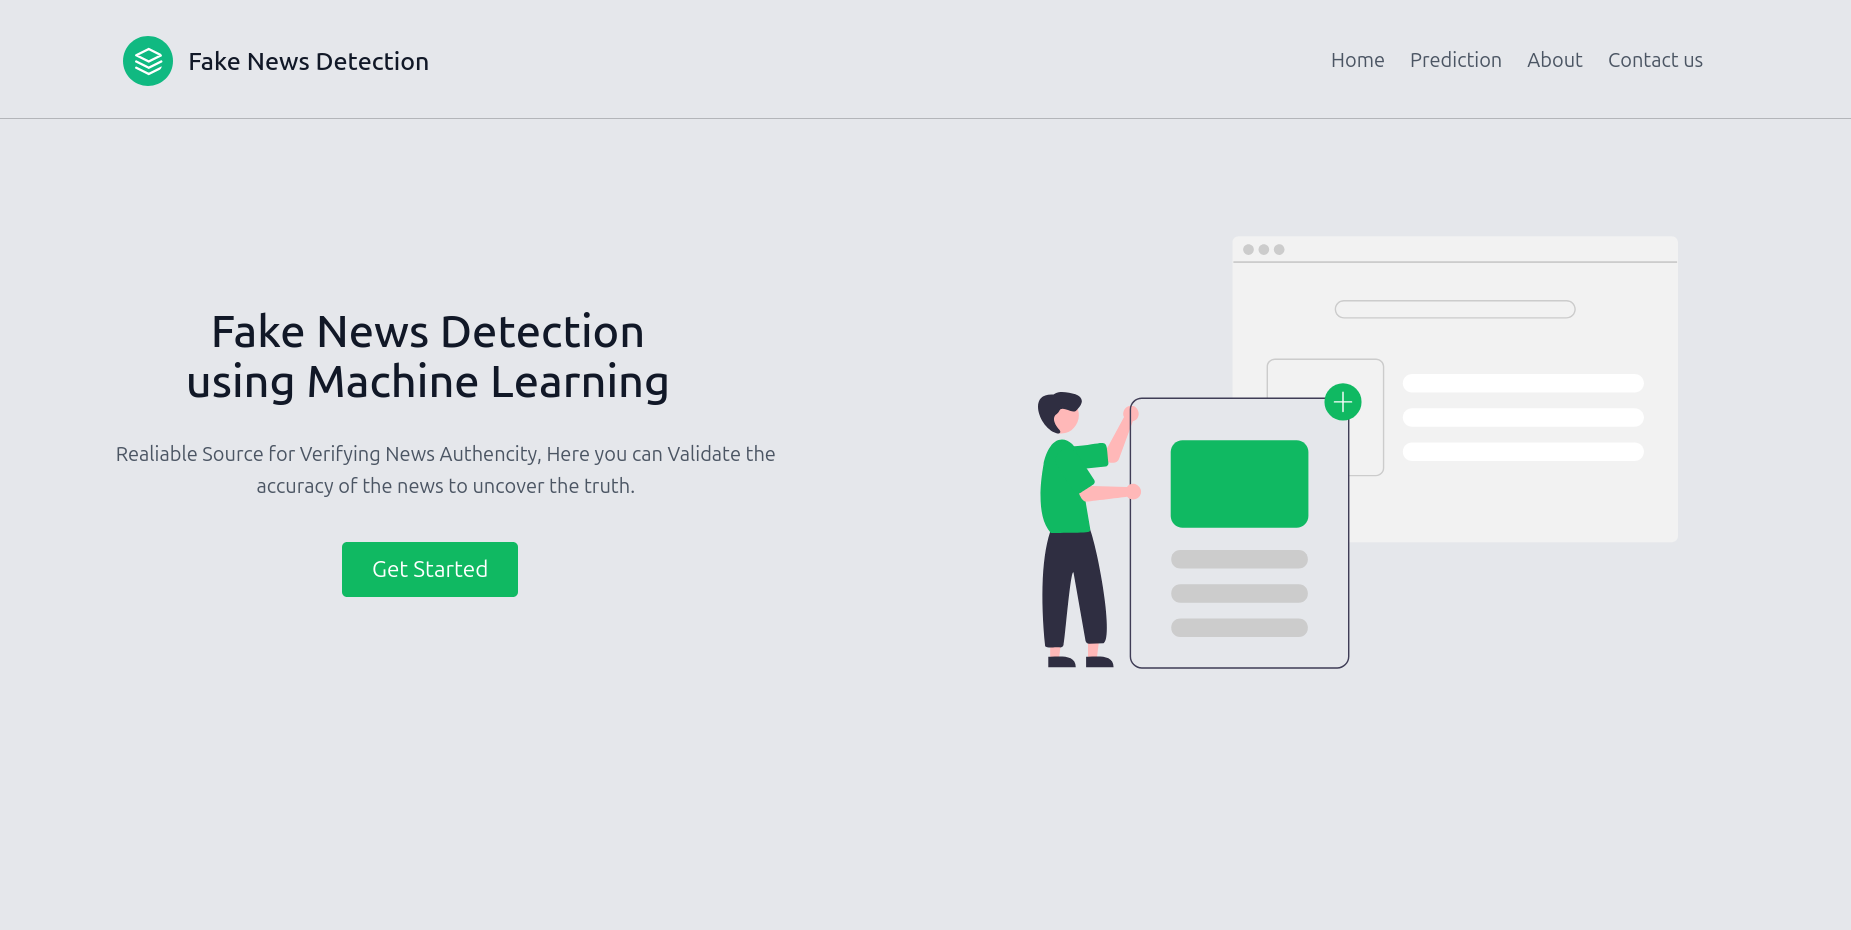 Fake News Detection
Home
Prediction
About
Contact us
Fake News Detection
using Machine Learning
Realiable Source for Verifying News Authencity, Here you can Validate the
accuracy of the news to uncover the truth.
Get Started